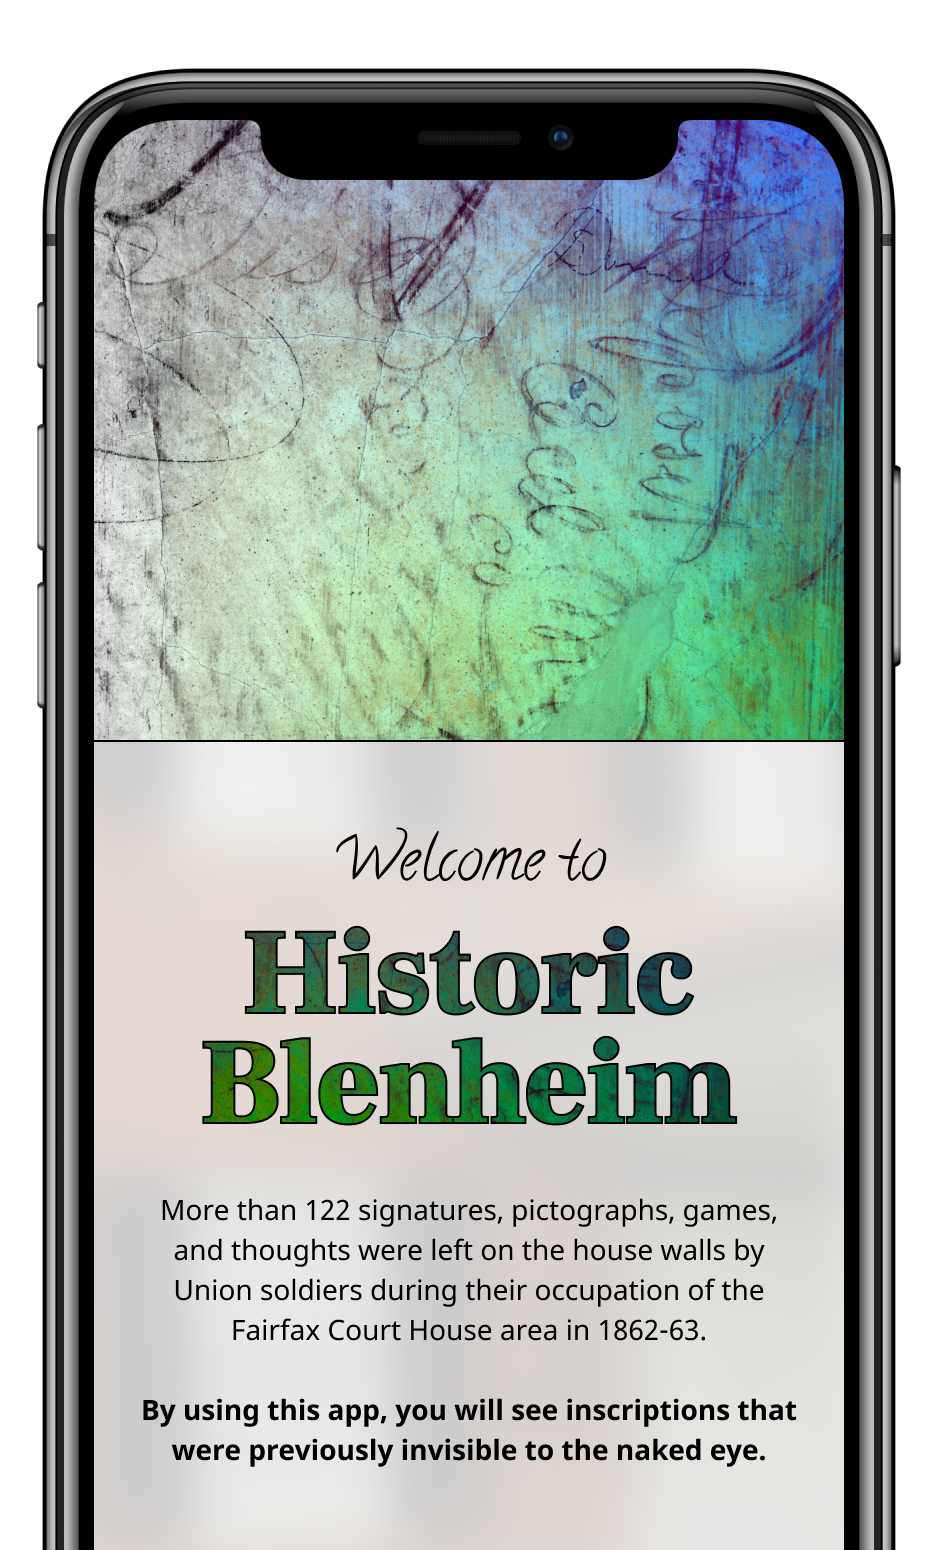 Welcome to
Historic
Blenheim
More than 122 signatures, pictographs, games,
and thoughts were left on the house walls by
Union soldiers during their occupation of the
Fairfax Court House area in 1862-63.
By using this app, you will see inscriptions that
were previously invisible to the naked eye.